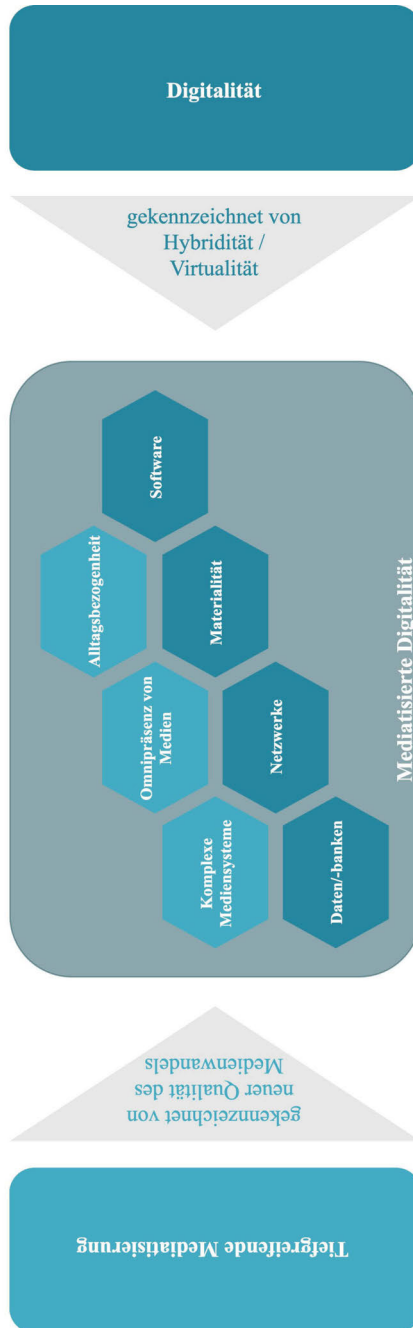 Digitalität
gekennzeichnet von
Hybridität /
Virtualität
Software
Alltagsbezogenheit
Materialität
Omnipräsenz von
Medien
Netzwerke
Komplexe
Mediensysteme
Daten/-banken
Mediatisierte Digitalität
gekennzeichnet von
neuer Qualität des
Medienwandels
Tiefgreifende Mediatisierung